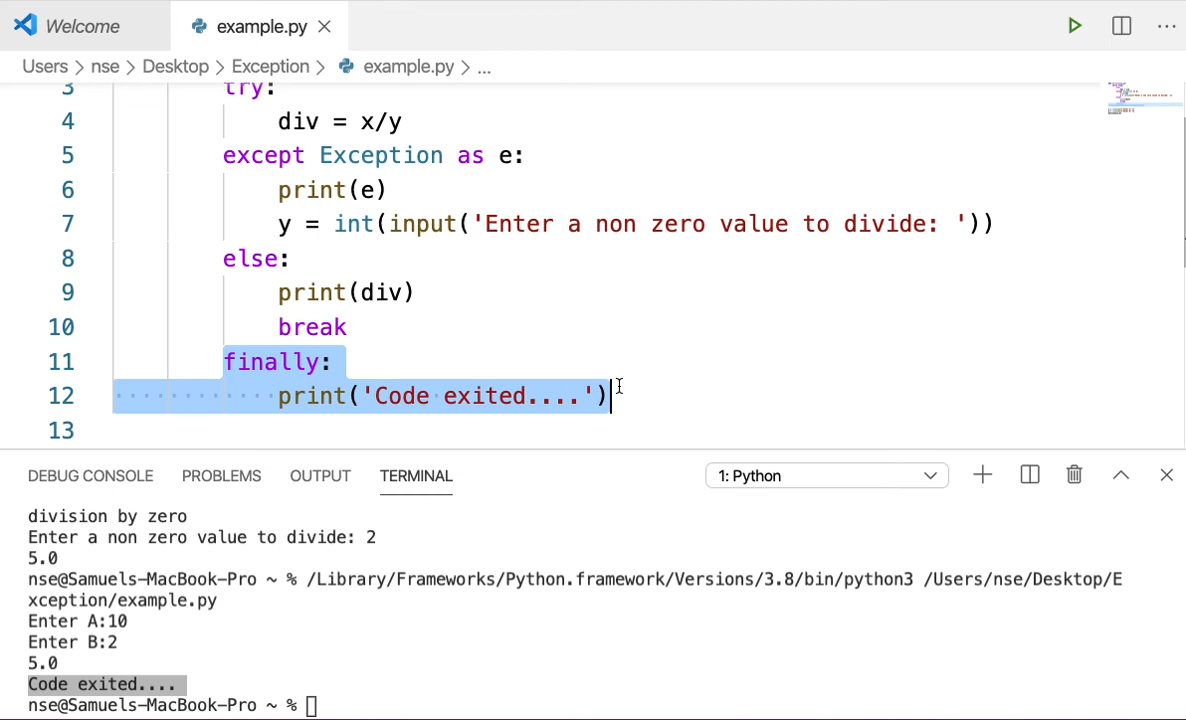 Welcome
example.py
Users > nse > Desktop > Exception > example.py > ...
3 try:
4 div = x/y
5 except Exception as e:
6 print(e)
7 y = int(input('Enter a non zero value to divide: '))
8 else:
9 print(div)
10 break
11 finally:
12 print('Code exited....')
13
DEBUG CONSOLE PROBLEMS OUTPUT TERMINAL 1: Python
division by zero
Enter a non zero value to divide: 2
5.0
nse@Samuels-MacBook-Pro ~ % /Library/Frameworks/Python.framework/Versions/3.8/bin/python3 /Users/nse/Desktop/E
xception/example.py
Enter A:10
Enter B:2
5.0
Code exited....
nse@Samuels-MacBook-Pro ~ %